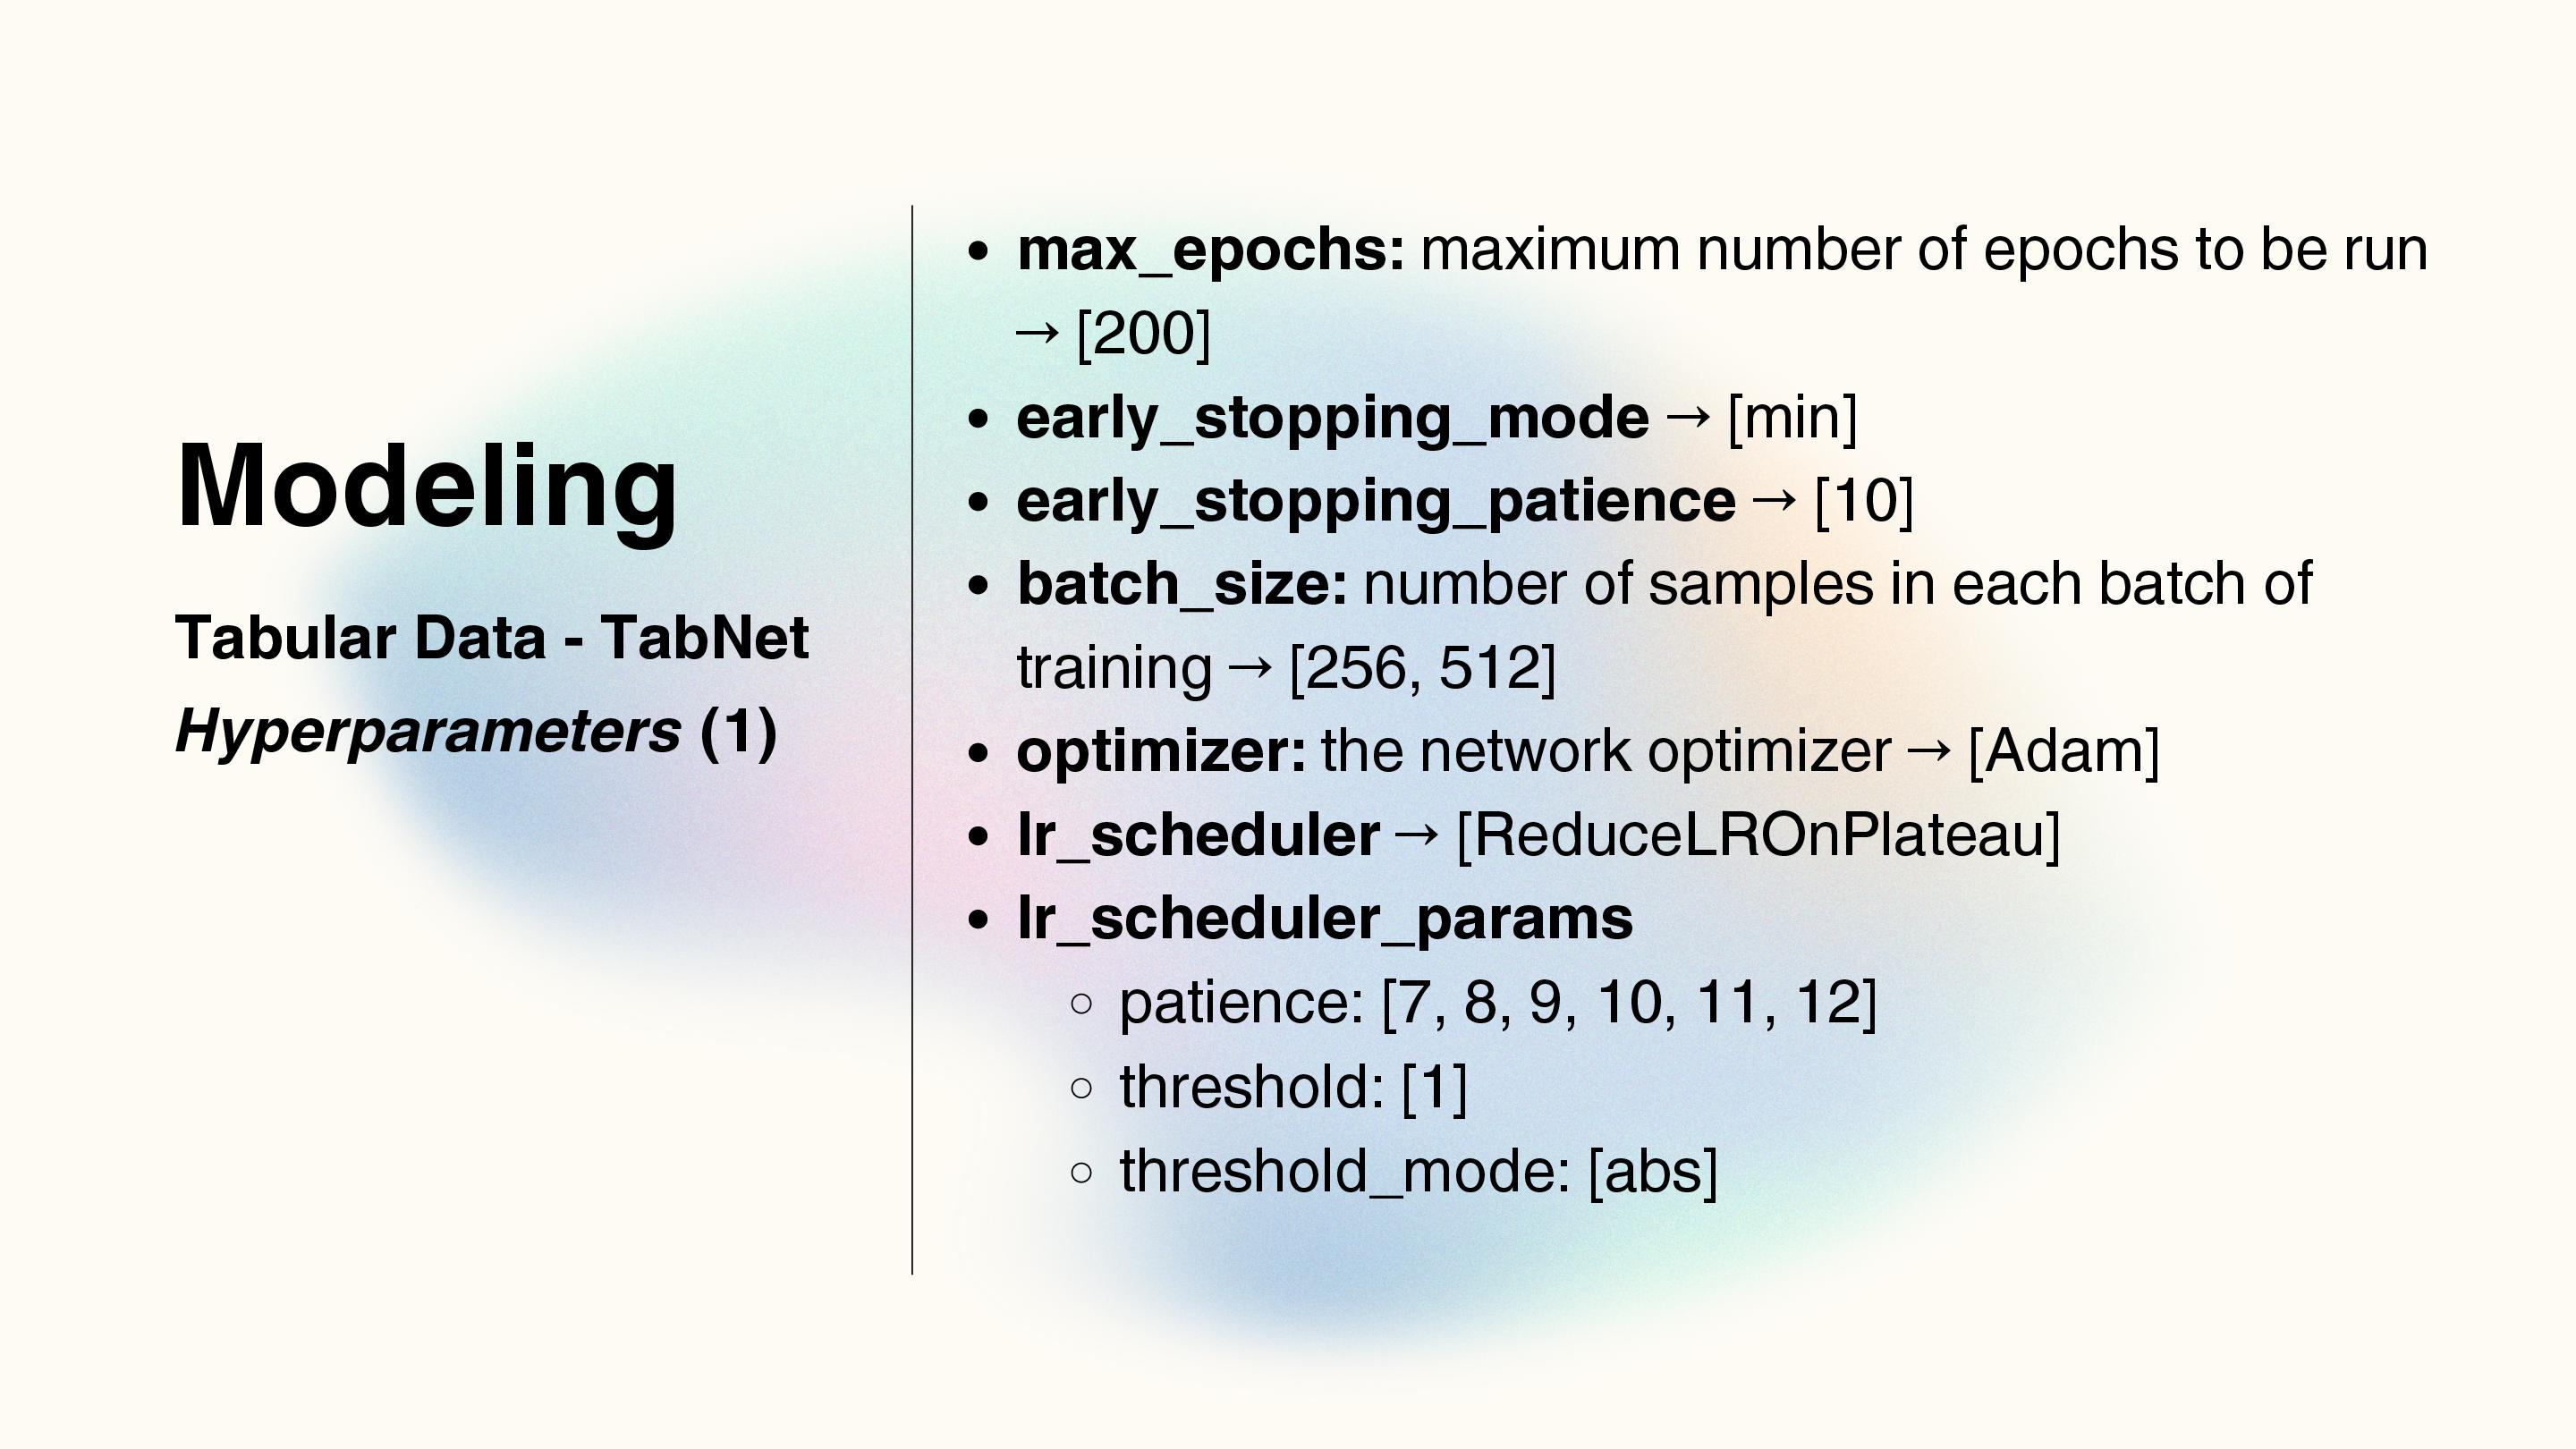 Modeling
Tabular Data - TabNet
Hyperparameters (1)
• max_epochs: maximum number of epochs to be run
→ [200]
• early_stopping_mode → [min]
• early_stopping_patience → [10]
• batch_size: number of samples in each batch of
training → [256, 512]
• optimizer: the network optimizer → [Adam]
• lr_scheduler → [ReduceLROnPlateau]
• lr_scheduler_params
○ patience: [7, 8, 9, 10, 11, 12]
○ threshold: [1]
○ threshold_mode: [abs]